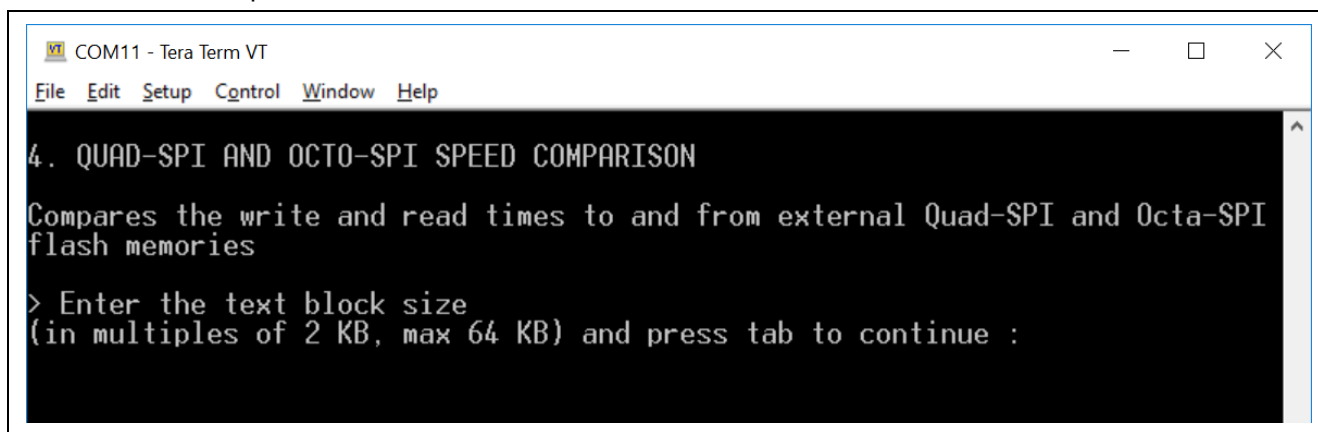 COM11 - Tera Term VT
File Edit Setup Control Window Help
4. QUAD-SPI AND OCTO-SPI SPEED COMPARISON
Compares the write and read times to and from external Quad-SPI and Octa-SPI
flash memories
> Enter the text block size
(in multiples of 2 KB, max 64 KB) and press tab to continue :